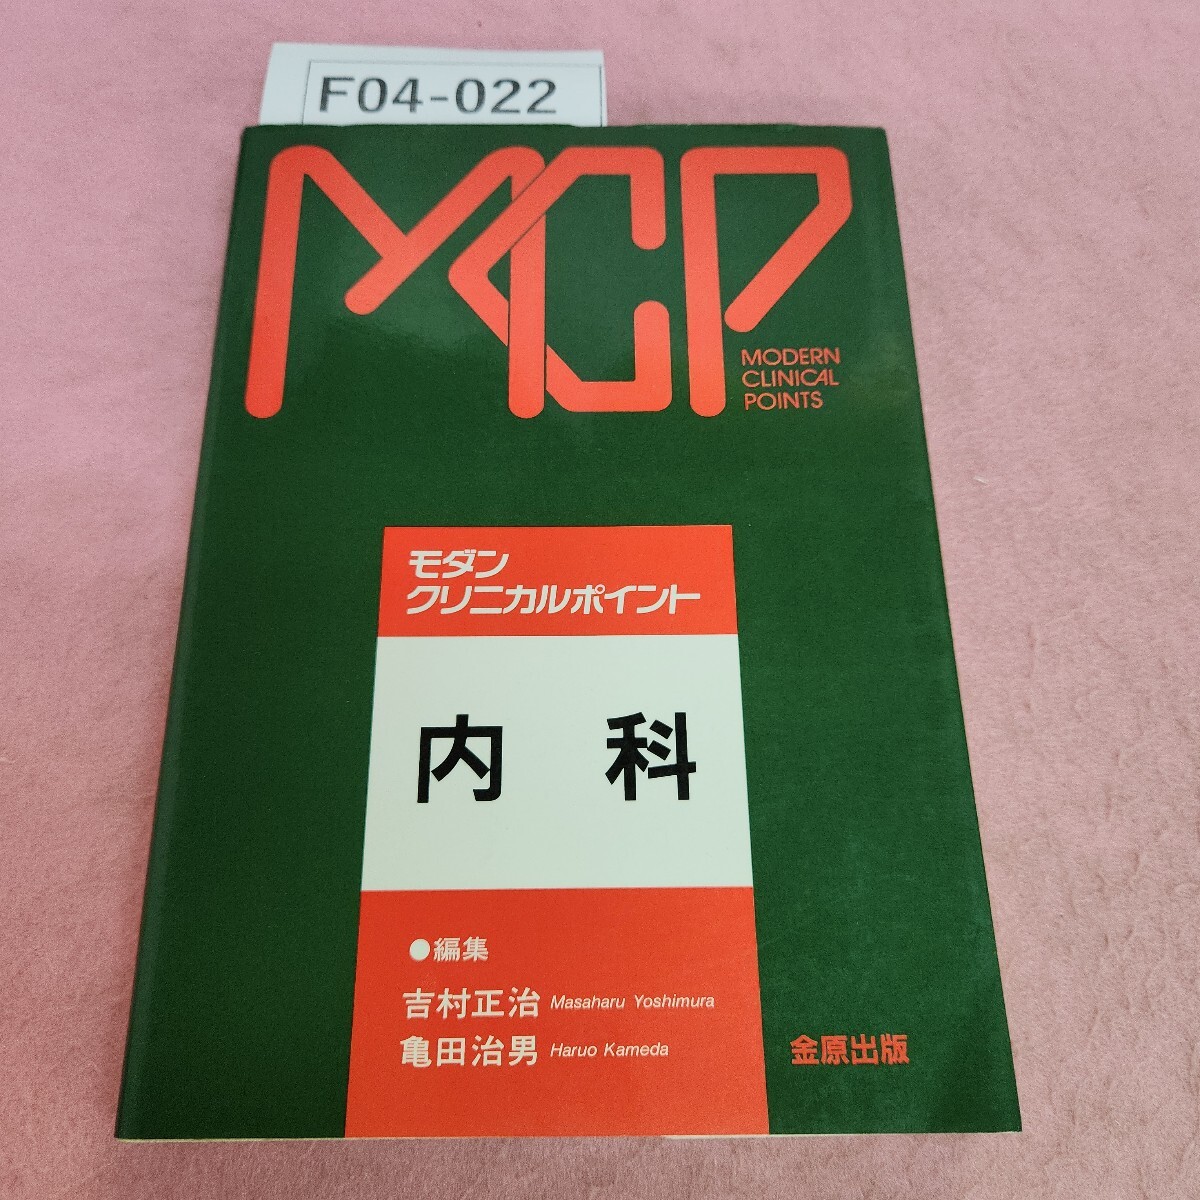 F04-022
MCP
MODERN
CLINICAL
POINTS
モダン
クリニカルポイント
内科
●編集
吉村正治 Masaharu Yoshimura
亀田治男 Haruo Kameda
金原出版